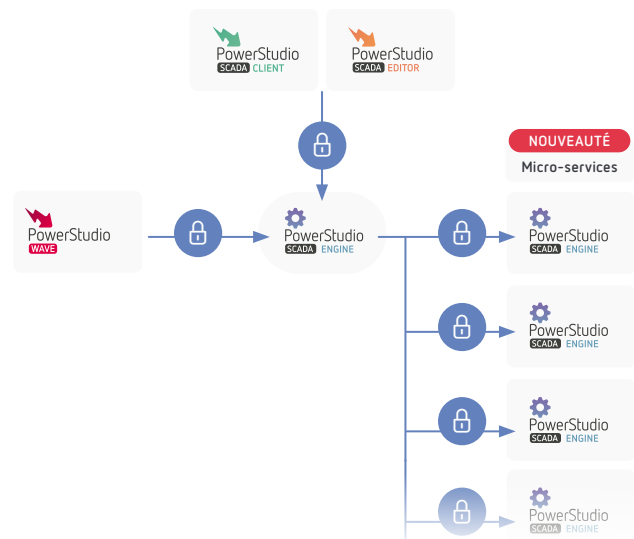 PowerStudio
SCADA CLIENT
PowerStudio
SCADA EDITOR
NOUVEAUTÉ
Micro-services
PowerStudio
WAVE
PowerStudio
SCADA ENGINE
PowerStudio
SCADA ENGINE
PowerStudio
SCADA ENGINE
PowerStudio
SCADA ENGINE
PowerStudio
SCADA ENGINE